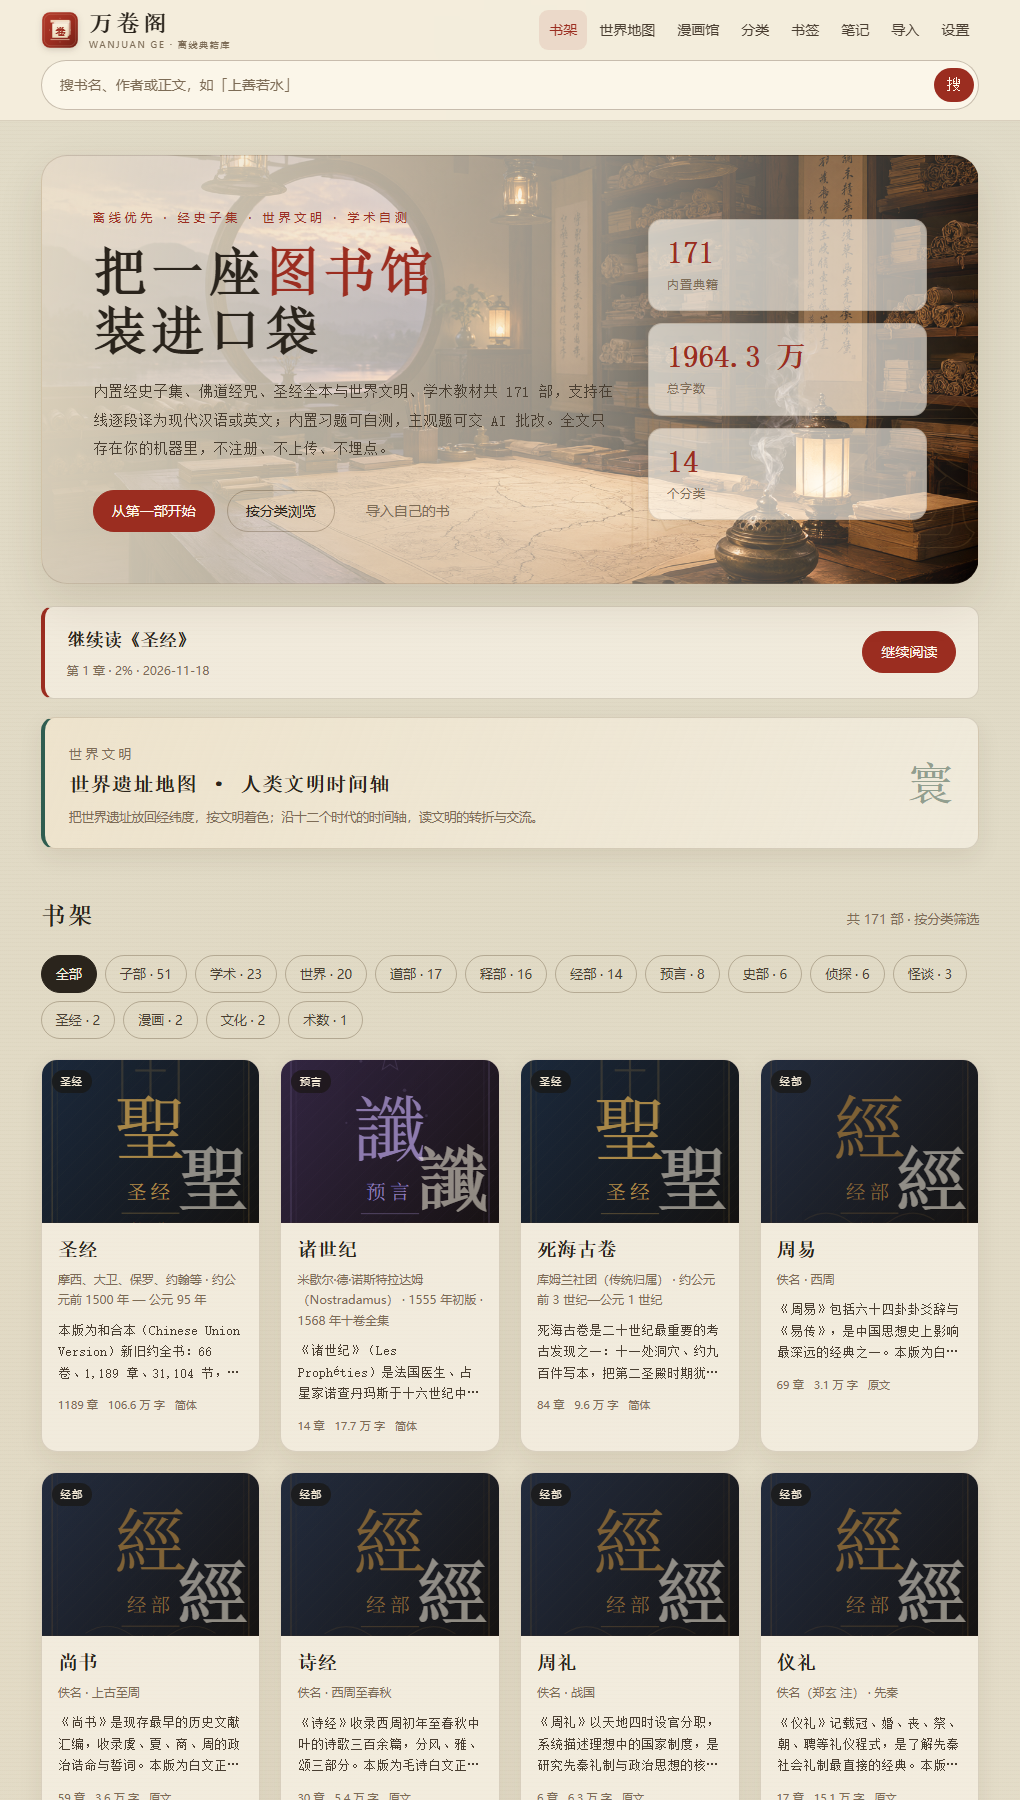 万卷阁
WANJUAN GE · 离线典籍库
书架 世界地图 漫画馆 分类 书签 笔记 导入 设置
搜书名、作者或正文，如「上善若水」
搜
离线优先 · 经史子集 · 世界文明 · 学术自测
把一座图书馆
装进口袋
内置经史子集、佛道经咒、圣经全本与世界文明、学术教材共 171 部，支持在
线逐段译为现代汉语或英文；内置习题可自测，主观题可交 AI 批改。全文只
存在你的机器里，不注册、不上传、不埋点。
从第一部开始 按分类浏览 导入自己的书
171
内置典籍
1964.3 万
总字数
14
个分类
继续读《圣经》
第 1 章 · 2% · 2026-11-18
继续阅读
世界文明
世界遗址地图 • 人类文明时间轴
把世界遗址放回经纬度，按文明着色；沿十二个时代的时间轴，读文明的转折与交流。
寰
书架
共 171 部 · 按分类筛选
全部 子部 · 51 学术 · 23 世界 · 20 道部 · 17 释部 · 16 经部 · 14 预言 · 8 史部 · 6 侦探 · 6 怪谈 · 3
圣经 · 2 漫画 · 2 文化 · 2 术数 · 1
圣经
聖
圣经
聖
圣经
摩西、大卫、保罗、约翰等 · 约公
元前 1500 年 — 公元 95 年
本版为和合本（Chinese Union
Version）新旧约全书：66
卷、1,189 章、31,104 节，…
1189 章 106.6 万 字 简体
预言
讖
预言
讖
诸世纪
米歇尔·德·诺斯特拉达姆
（Nostradamus） · 1555 年初版 ·
1568 年十卷全集
《诸世纪》（Les
Prophéties）是法国医生、占
星家诺查丹玛斯于十六世纪中…
14 章 17.7 万 字 简体
圣经
聖
圣经
聖
死海古卷
库姆兰社团（传统归属） · 约公元
前 3 世纪—公元 1 世纪
死海古卷是二十世纪最重要的考
古发现之一：十一处洞穴、约九
百件写本，把第二圣殿时期犹…
84 章 9.6 万 字 简体
经部
經
经部
經
周易
佚名 · 西周
《周易》包括六十四卦卦爻辞与
《易传》，是中国思想史上影响
最深远的经典之一。本版为白…
69 章 3.1 万 字 原文
经部
經
经部
經
尚书
佚名 · 上古至周
《尚书》是现存最早的历史文献
汇编，收录虞、夏、商、周的政
治诰命与誓词。本版为白文正…
59 章 3.6 万 字 原文
经部
經
经部
經
诗经
佚名 · 西周至春秋
《诗经》收录西周初年至春秋中
叶的诗歌三百余篇，分风、雅、
颂三部分。本版为毛诗白文正…
30 章 5.4 万 字 原文
经部
經
经部
經
周礼
佚名 · 战国
《周礼》以天地四时设官分职，
系统描述理想中的国家制度，是
研究先秦礼制与政治思想的核…
6 章 6.3 万 字 原文
经部
經
经部
經
仪礼
佚名（郑玄 注） · 先秦
《仪礼》记载冠、婚、丧、祭、
朝、聘等礼仪程式，是了解先秦
社会礼制最直接的经典。本版…
17 章 15.1 万 字 原文